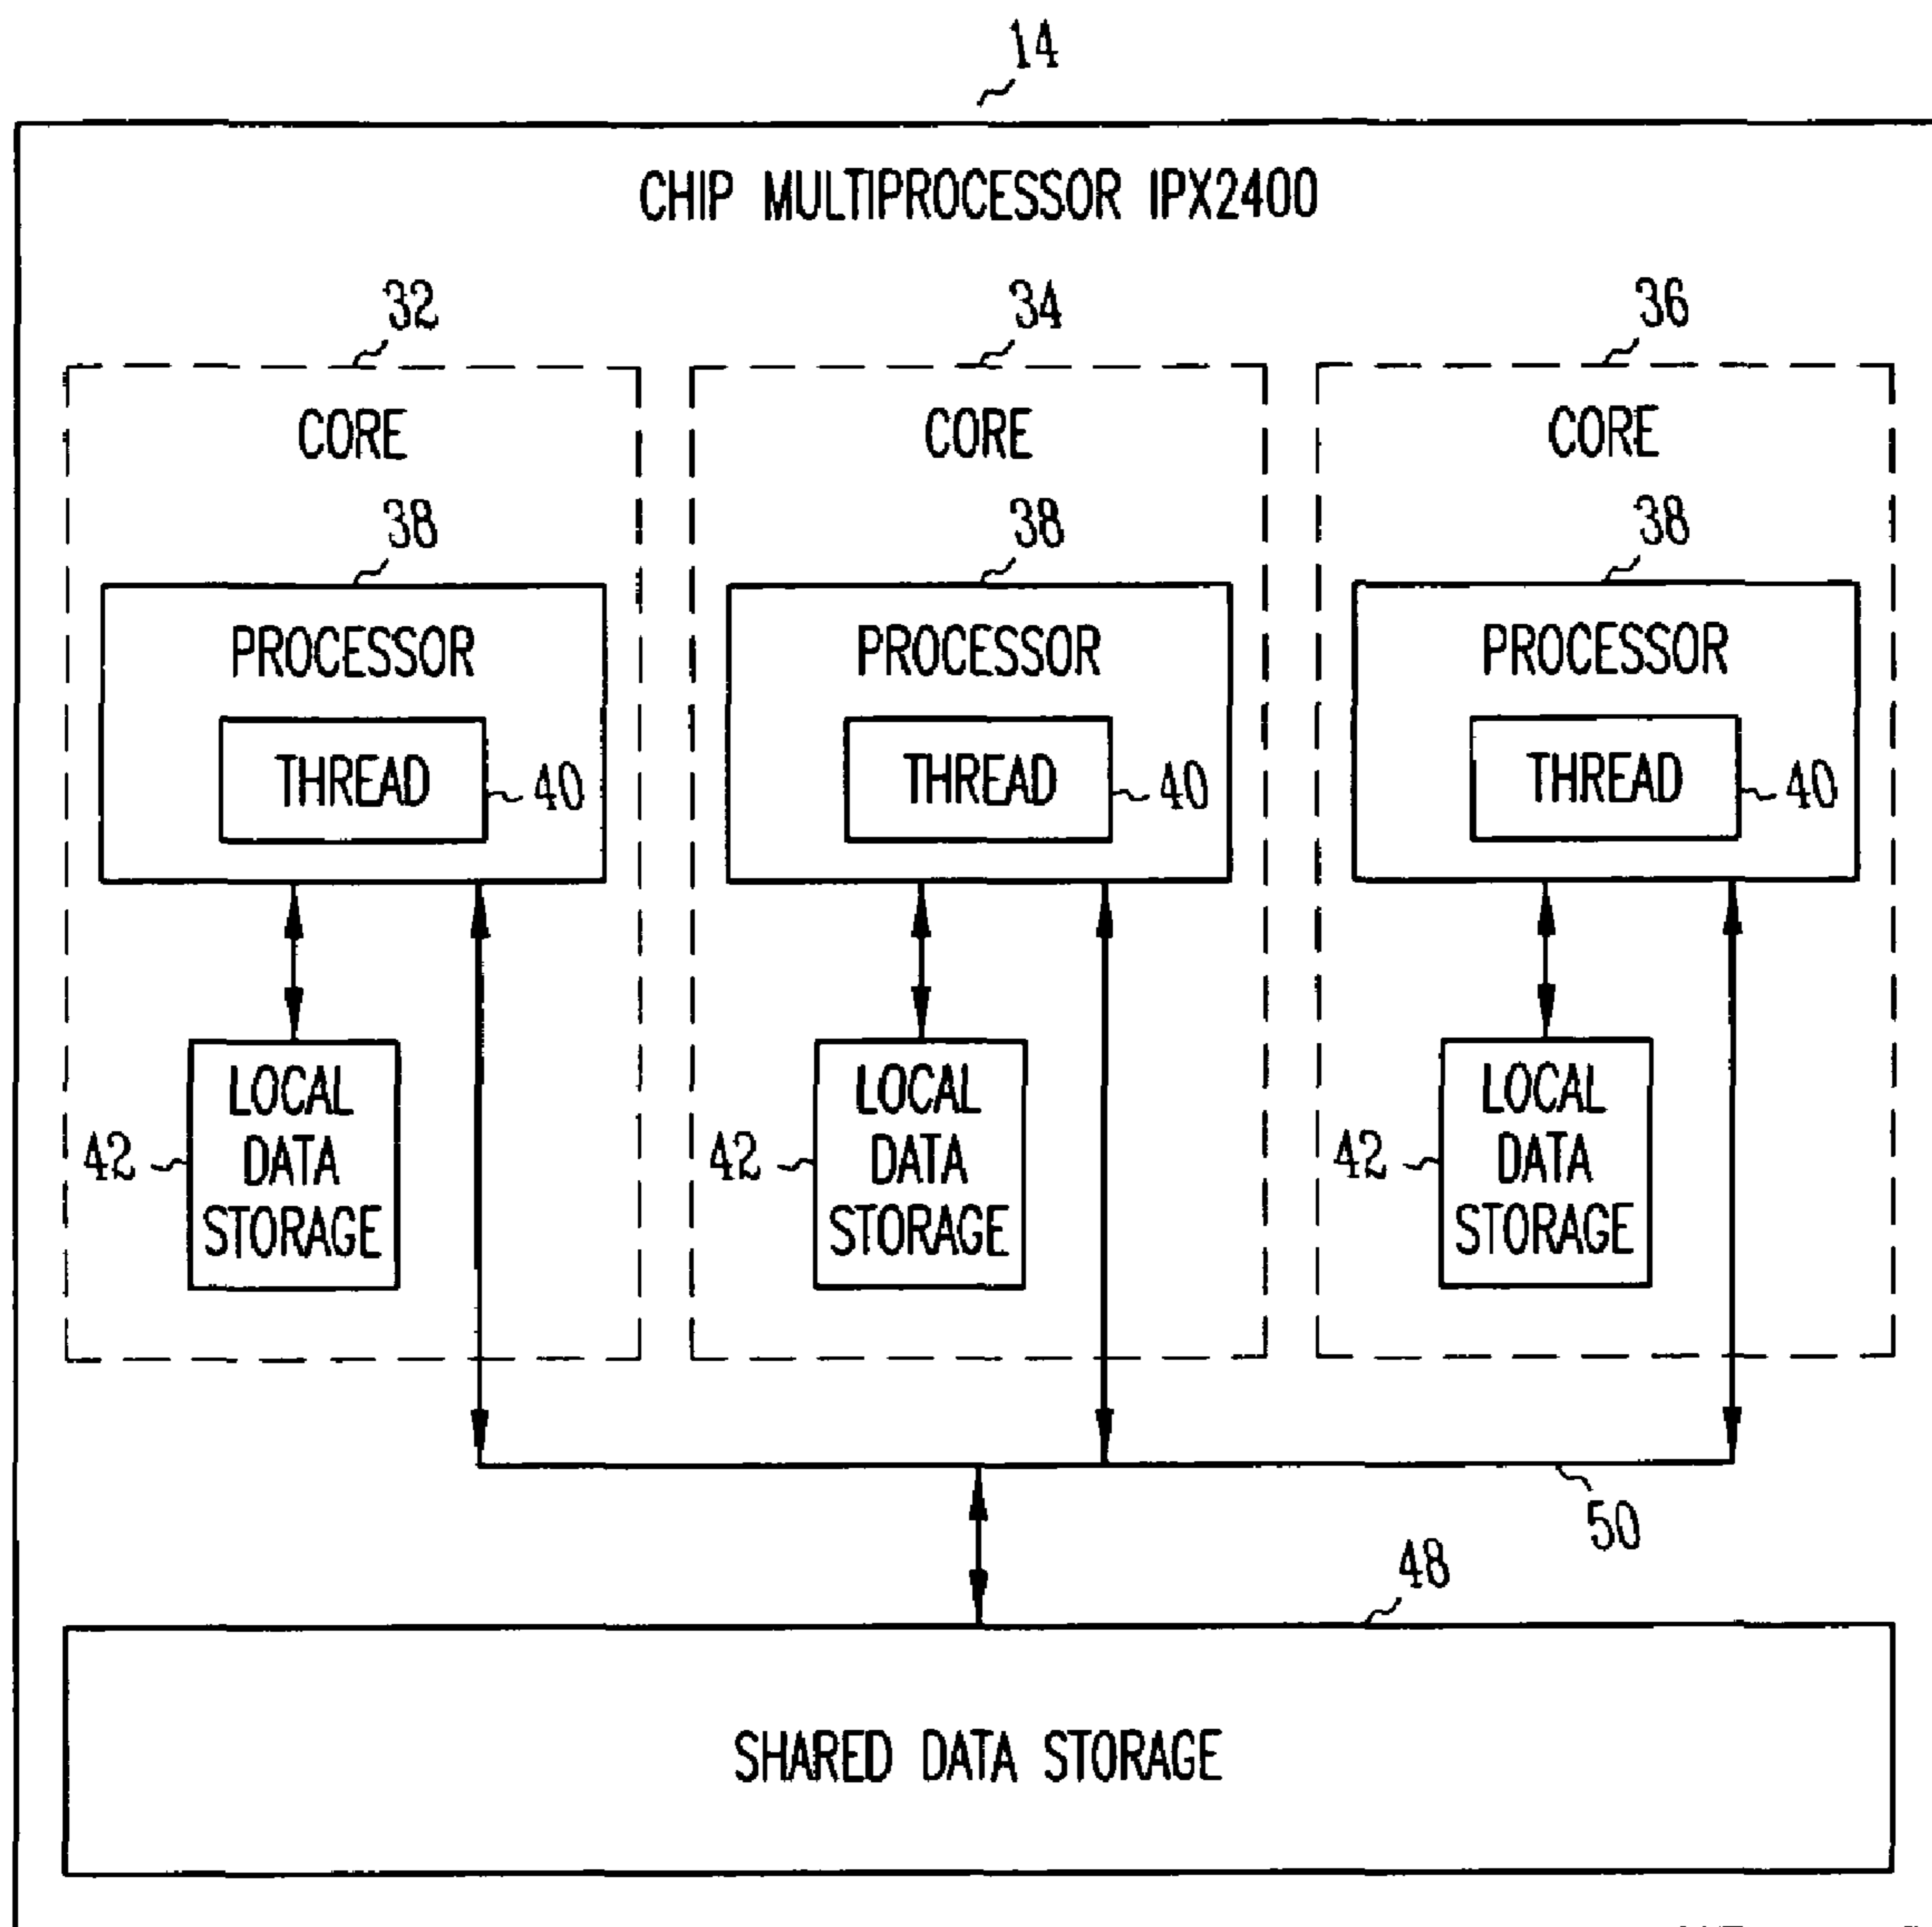 14
CHIP MULTIPROCESSOR IPX2400
32 34 36
CORE CORE CORE
38 38 38
PROCESSOR PROCESSOR PROCESSOR
THREAD 40 THREAD 40 THREAD 40
LOCAL LOCAL LOCAL
42 DATA 42 DATA 42 DATA
STORAGE STORAGE STORAGE
50
48
SHARED DATA STORAGE